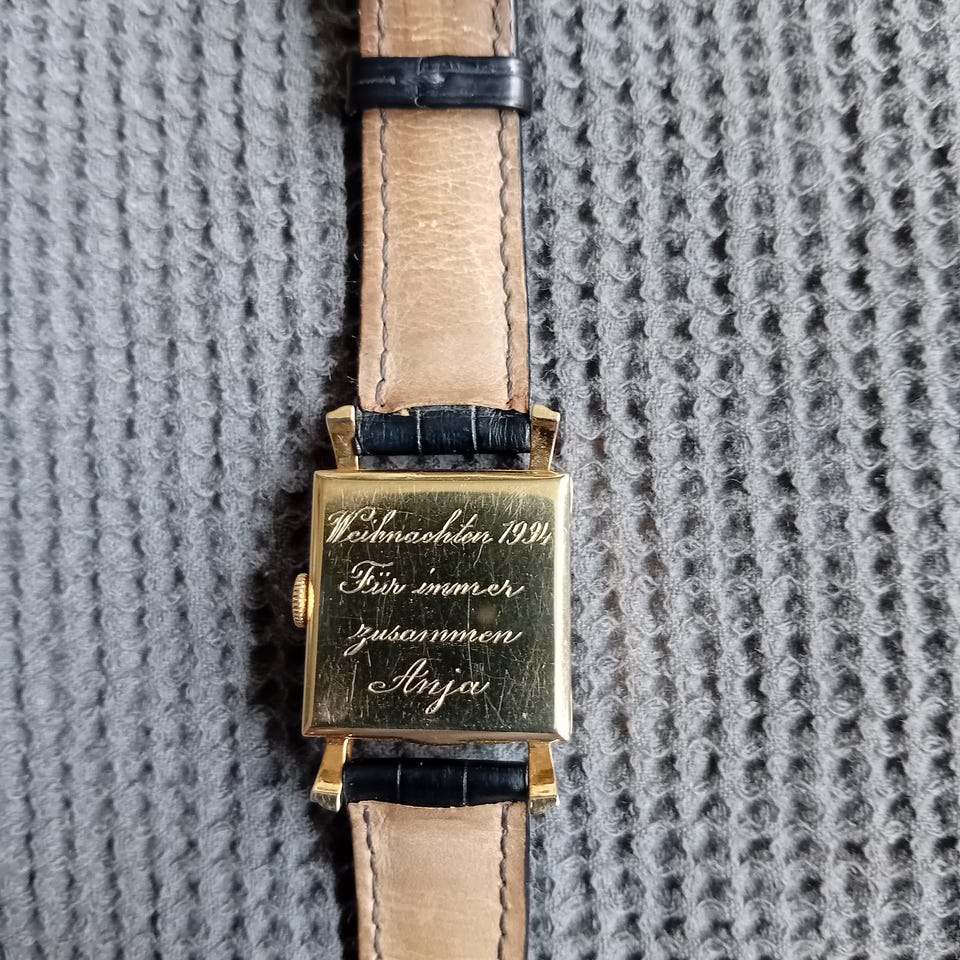 Weihnachten 1994
Für immer
zusammen
Anja